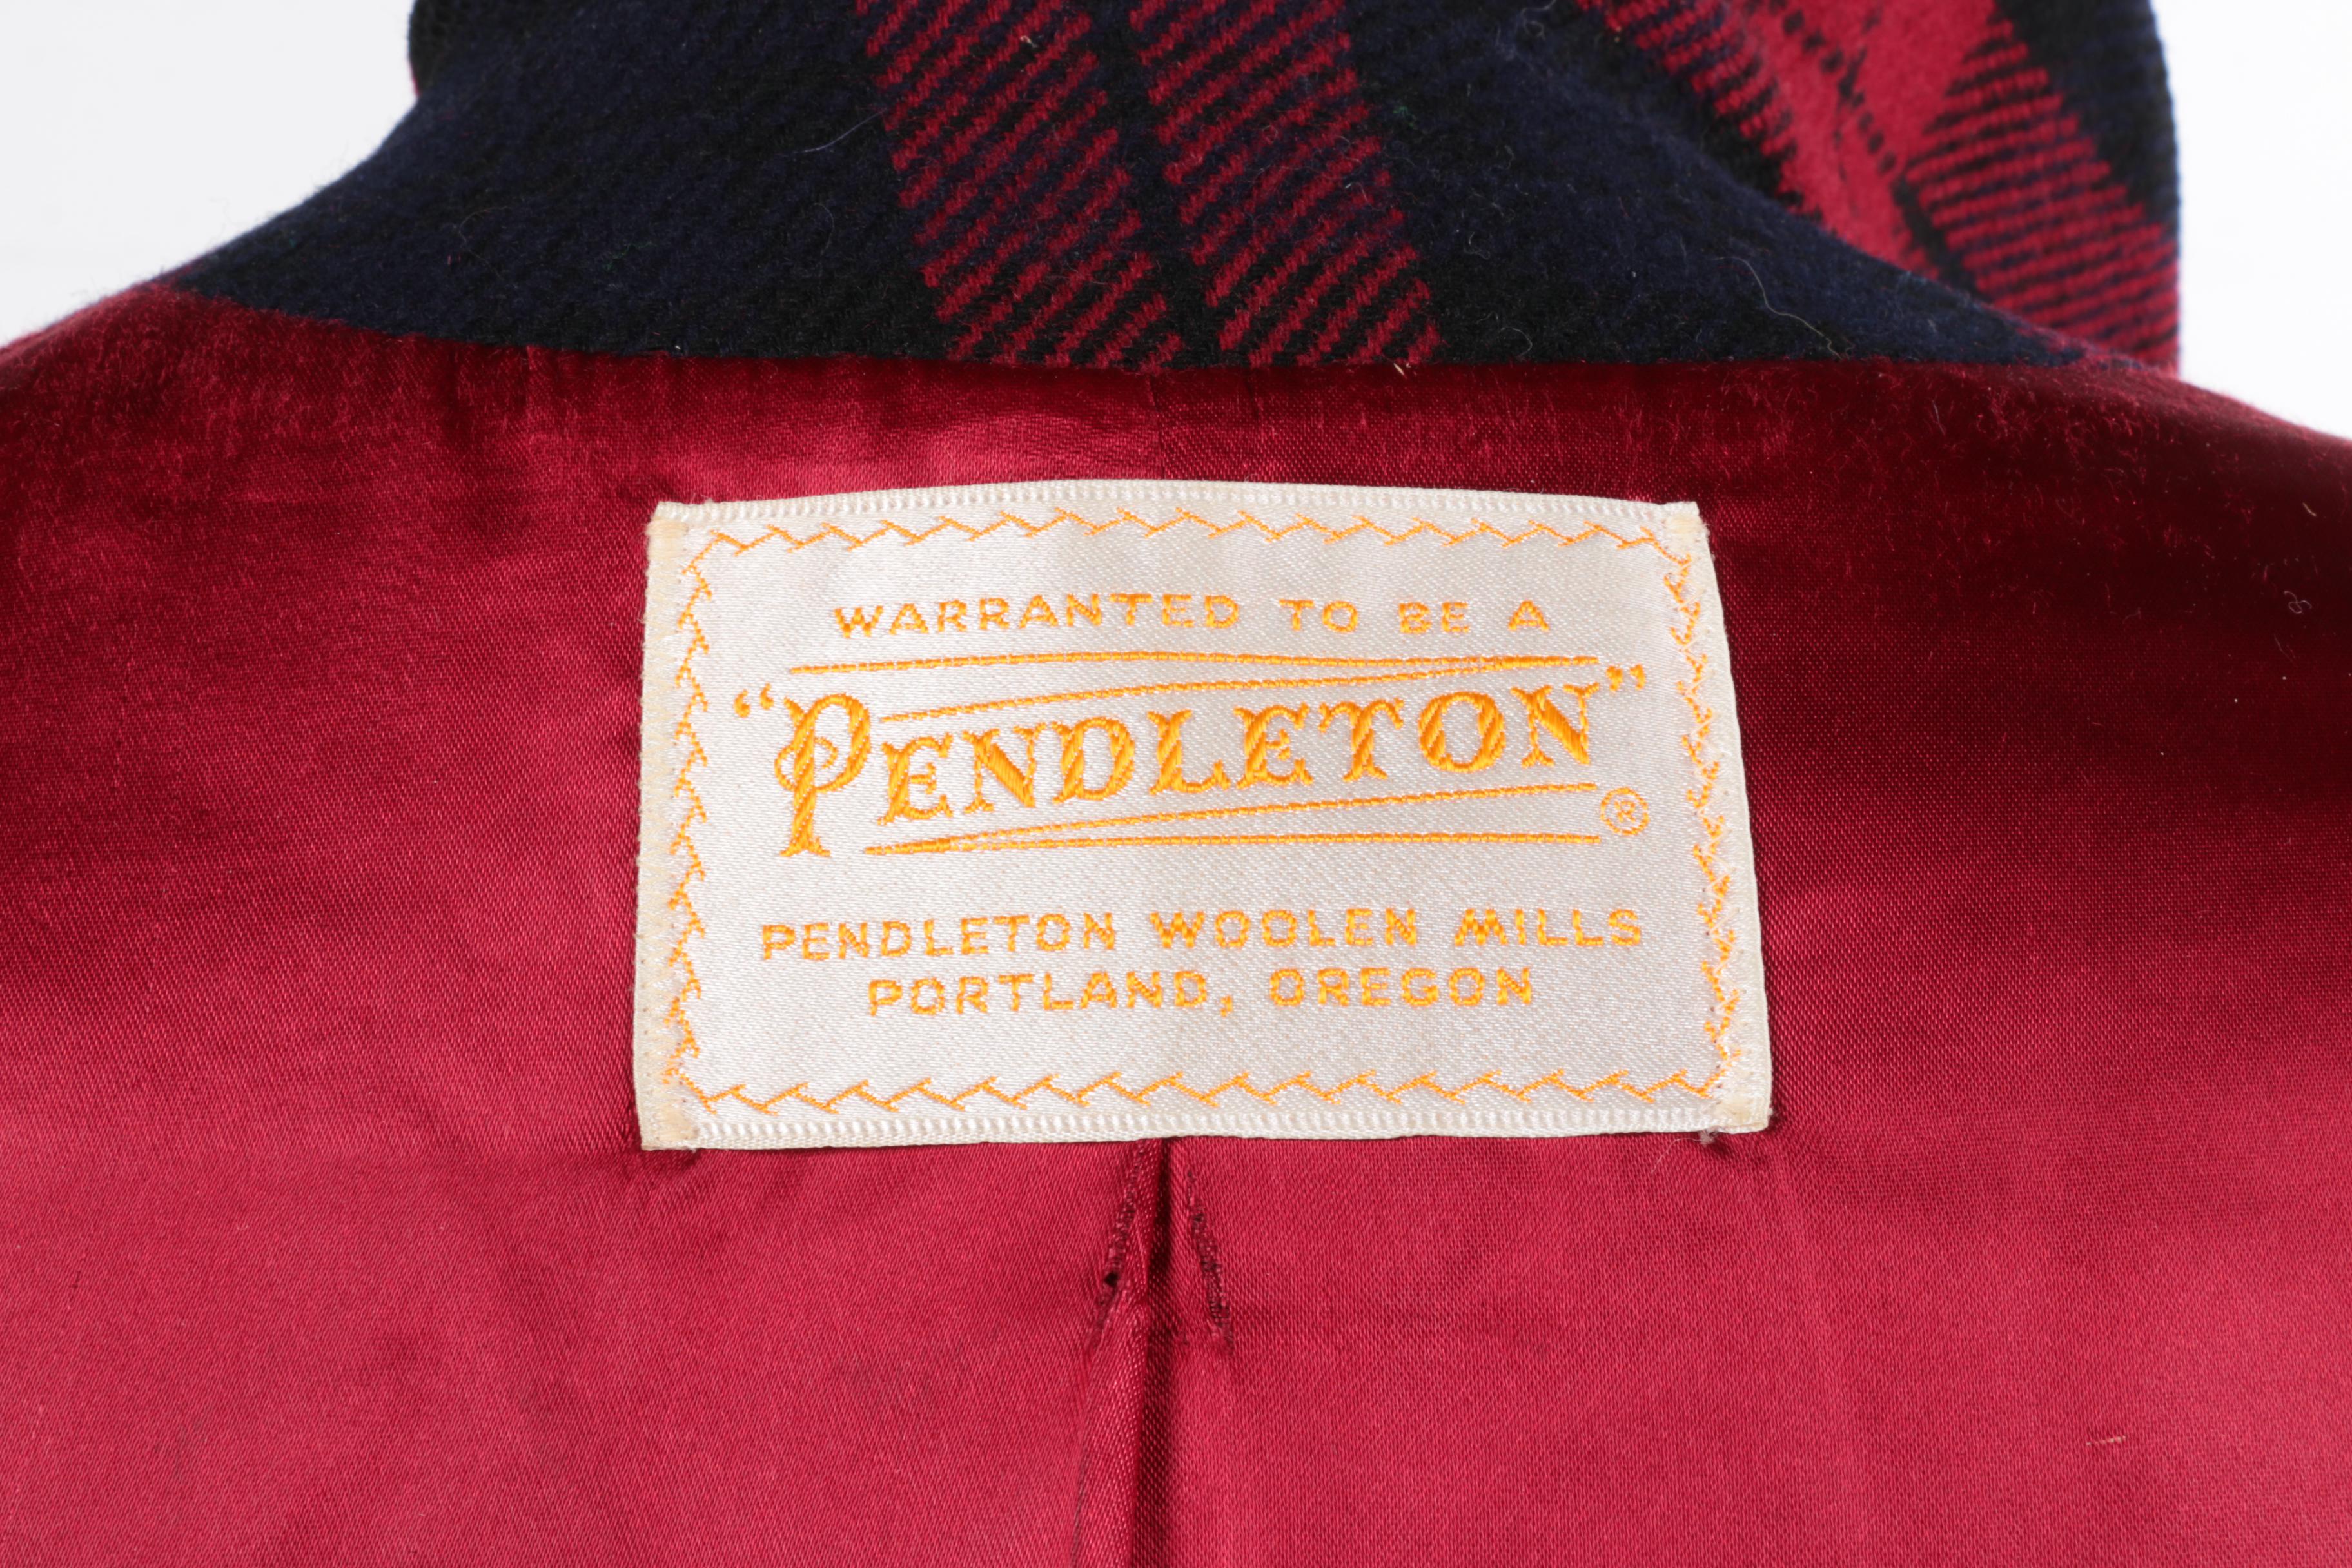 WARRANTED TO BE A
"PENDLETON"®
PENDLETON WOOLEN MILLS
PORTLAND, OREGON